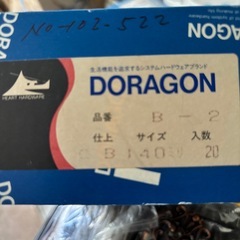 No-102-522
DORAGON
生活機能を追求するシステムハードウェアブランド
DORAGON
HEART HARDWARE
品番 B-2
仕上 サイズ 入数
20